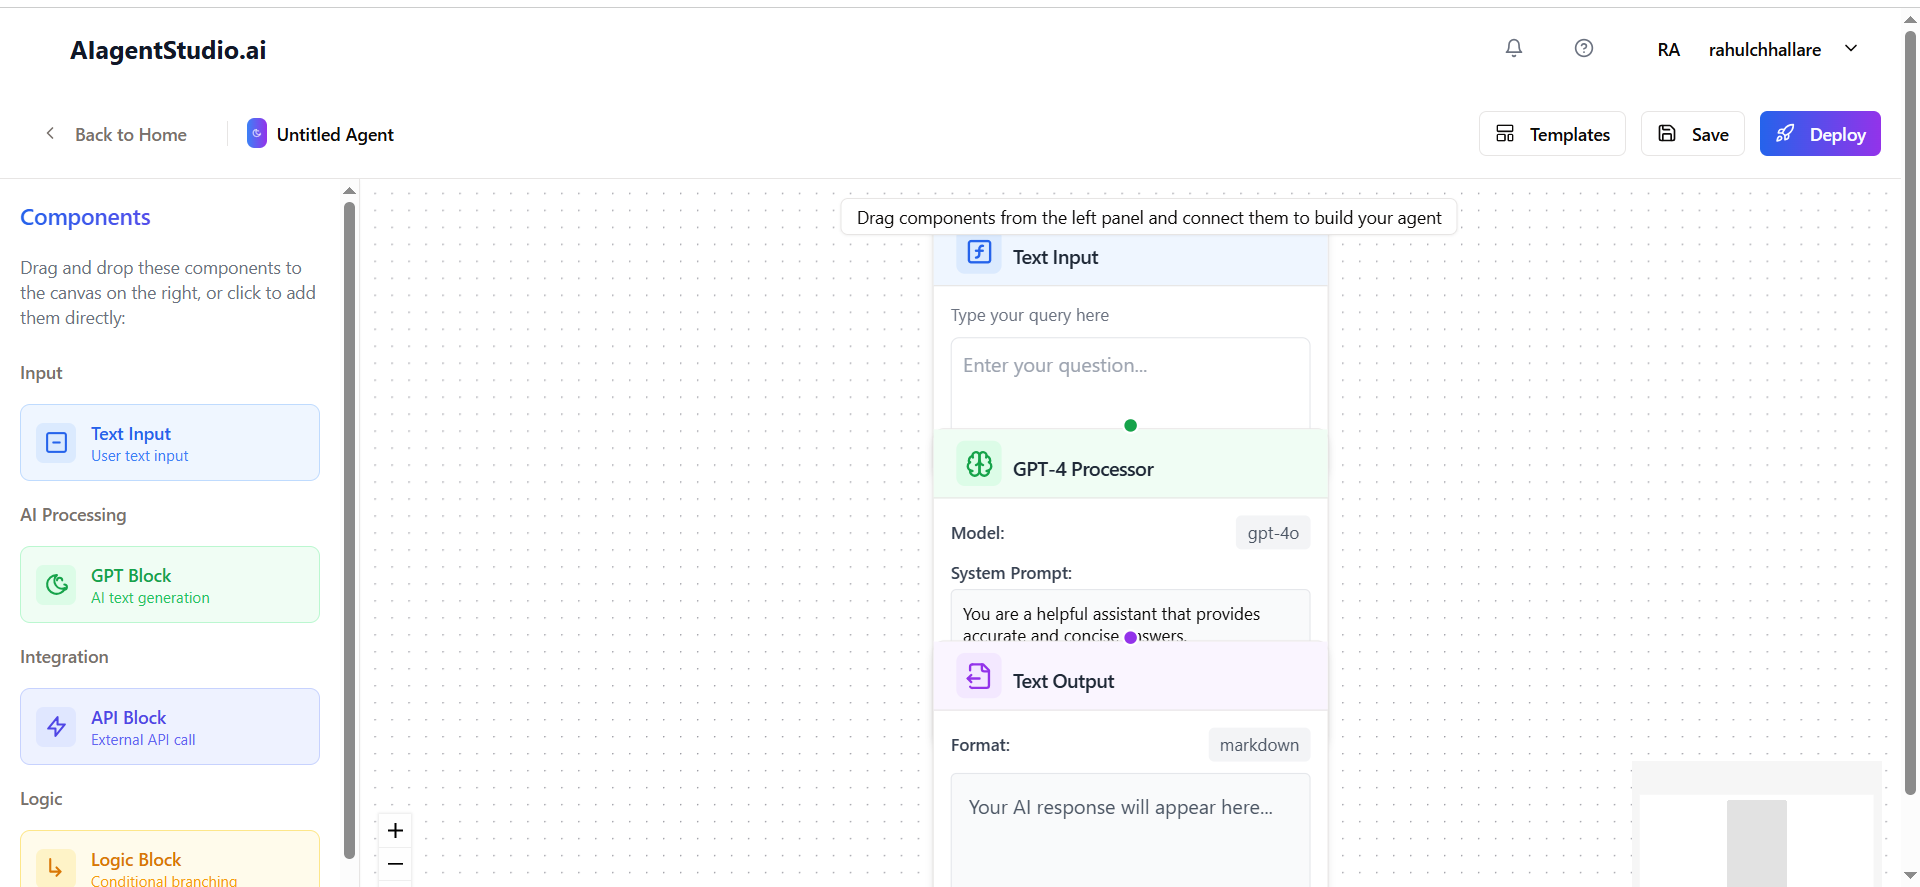 AIagentStudio.ai
RA rahulchhallare
Back to Home
Untitled Agent
Templates
Save
Deploy
Components
Drag and drop these components to
the canvas on the right, or click to add
them directly:
Input
Text Input
User text input
AI Processing
GPT Block
AI text generation
Integration
API Block
External API call
Logic
Logic Block
Conditional branching
Drag components from the left panel and connect them to build your agent
Text Input
Type your query here
Enter your question...
GPT-4 Processor
Model: gpt-4o
System Prompt:
You are a helpful assistant that provides
accurate and concise answers.
Text Output
Format: markdown
Your AI response will appear here...